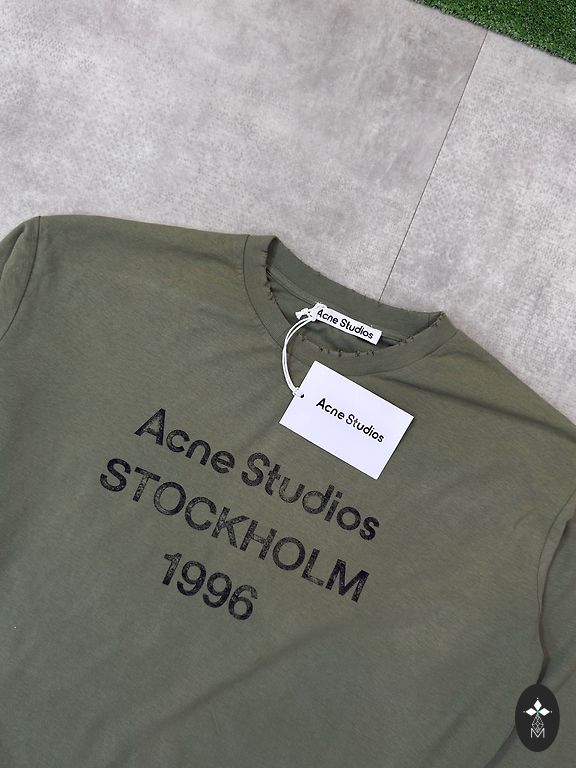 Acne Studios
Acne Studios
Acne Studios
STOCKHOLM
1996
M